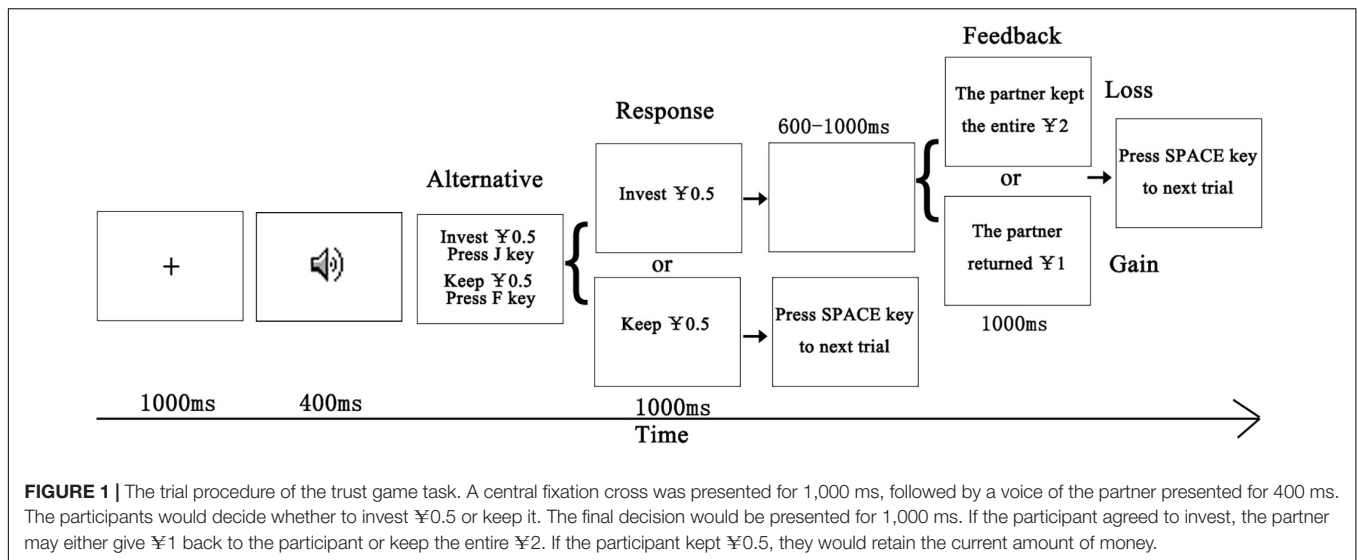 Feedback
The partner kept
the entire ¥2
Loss
Response
600-1000ms
Press SPACE key
to next trial
Alternative
Invest ¥0.5
or
Invest ¥0.5
Press J key
Keep ¥0.5
Press F key
+
The partner
returned ¥1
Gain
or
Keep ¥0.5
Press SPACE key
to next trial
1000ms
1000ms
400ms
1000ms
Time
FIGURE 1 | The trial procedure of the trust game task. A central fixation cross was presented for 1,000 ms, followed by a voice of the partner presented for 400 ms.
The participants would decide whether to invest ¥0.5 or keep it. The final decision would be presented for 1,000 ms. If the participant agreed to invest, the partner
may either give ¥1 back to the participant or keep the entire ¥2. If the participant kept ¥0.5, they would retain the current amount of money.